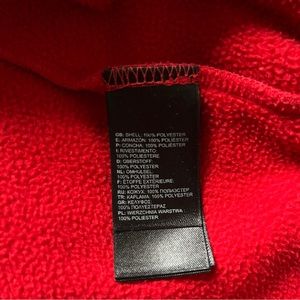 GB: SHELL, 100% POLYESTER
E: ARMAZÓN: 100% POLIÉSTER
P: CONCHA, 100% POLIÉSTER
I: RIVESTIMENTO:
100% POLIESTERE
D: OBERSTOFF
100% POLYESTER
NL: OMHULSEL:
100% POLYESTER
F: ÉTOFFE EXTÉRIEURE:
100% POLYESTER
RU: КОЖУХ. 100% ПОЛИЭСТЕР
TR: KAPLAMA. 100% POLYESTER
GR: ΚΕΛΥΦΟΣ:
100% ΠΟΛΥΕΣΤΕΡΑΣ
PL: WIERZCHNIA WARSTWA
100% POLIESTER